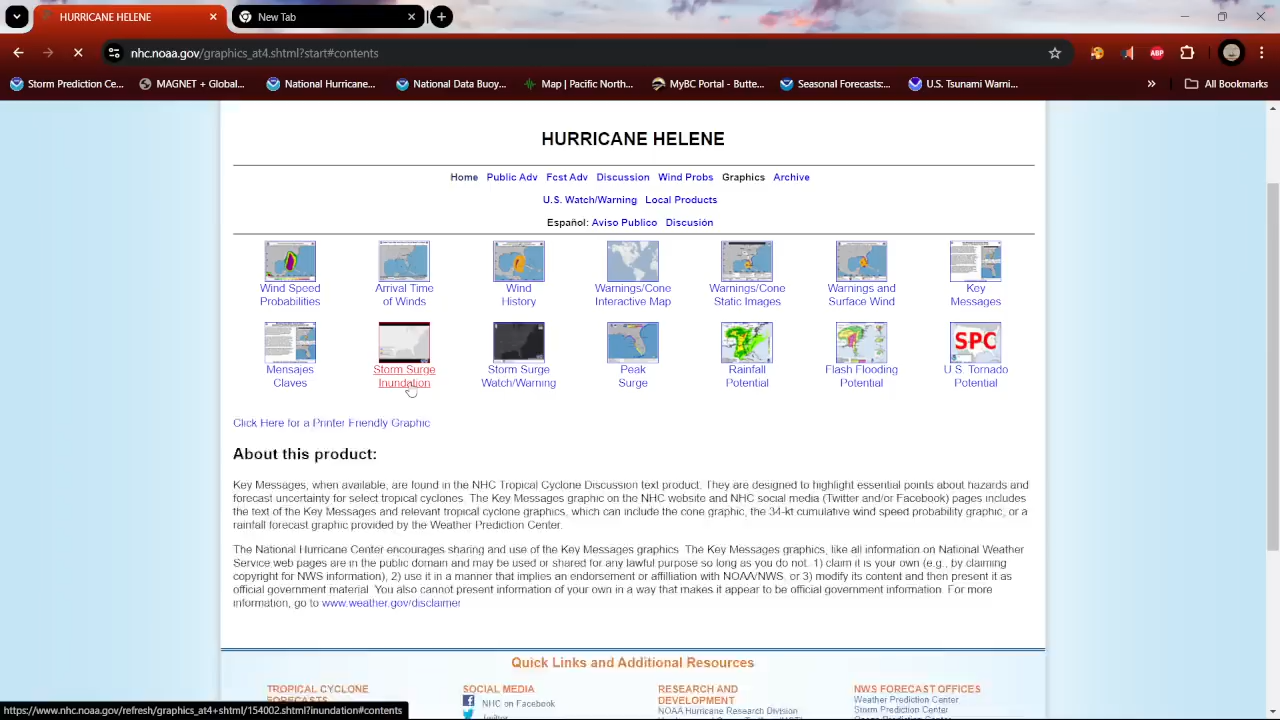 HURRICANE HELENE
New Tab
nhc.noaa.gov/graphics_at4.shtml?start#contents
ABP
Storm Prediction Ce...
MAGNET + Global...
National Hurricane...
National Data Buoy...
Map | Pacific North...
MyBC Portal - Butte...
Seasonal Forecasts:...
U.S. Tsunami Warni...
All Bookmarks
HURRICANE HELENE
Home Public Adv Fcst Adv Discussion Wind Probs Graphics Archive
U.S. Watch/Warning Local Products
Español: Aviso Publico Discusión
Wind Speed Probabilities
Arrival Time of Winds
Wind History
Warnings/Cone Interactive Map
Warnings/Cone Static Images
Warnings and Surface Wind
Key Messages
SPC
Mensajes Claves
Storm Surge Inundation
Storm Surge Watch/Warning
Peak Surge
Rainfall Potential
Flash Flooding Potential
U.S. Tornado Potential
Click Here for a Printer Friendly Graphic
About this product:
Key Messages, when available, are found in the NHC Tropical Cyclone Discussion text product. They are designed to highlight essential points about hazards and
forecast uncertainty for select tropical cyclones. The Key Messages graphic on the NHC website and NHC social media (Twitter and/or Facebook) pages includes
the text of the Key Messages and relevant tropical cyclone graphics, which can include the cone graphic, the 34-kt cumulative wind speed probability graphic, or a
rainfall forecast graphic provided by the Weather Prediction Center.
The National Hurricane Center encourages sharing and use of the Key Messages graphics. The Key Messages graphics, like all information on National Weather
Service web pages are in the public domain and may be used or shared for any lawful purpose so long as you do not. 1) claim it is your own (e.g., by claiming
copyright for NWS information), 2) use it in a manner that implies an endorsement or affiliation with NOAA/NWS, or 3) modify its content and then present it as
official government material. You also cannot present information of your own in a way that makes it appear to be official government information. For more
information, go to www.weather.gov/disclaimer
Quick Links and Additional Resources
TROPICAL CYCLONE
FORECASTS
SOCIAL MEDIA
NHC on Facebook
Twitter
RESEARCH AND
DEVELOPMENT
NOAA Hurricane Research Division
NWS FORECAST OFFICES
Weather Prediction Center
Storm Prediction Center
https://www.nhc.noaa.gov/refresh/graphics_at4+shtml/154002.shtml?inundation#contents